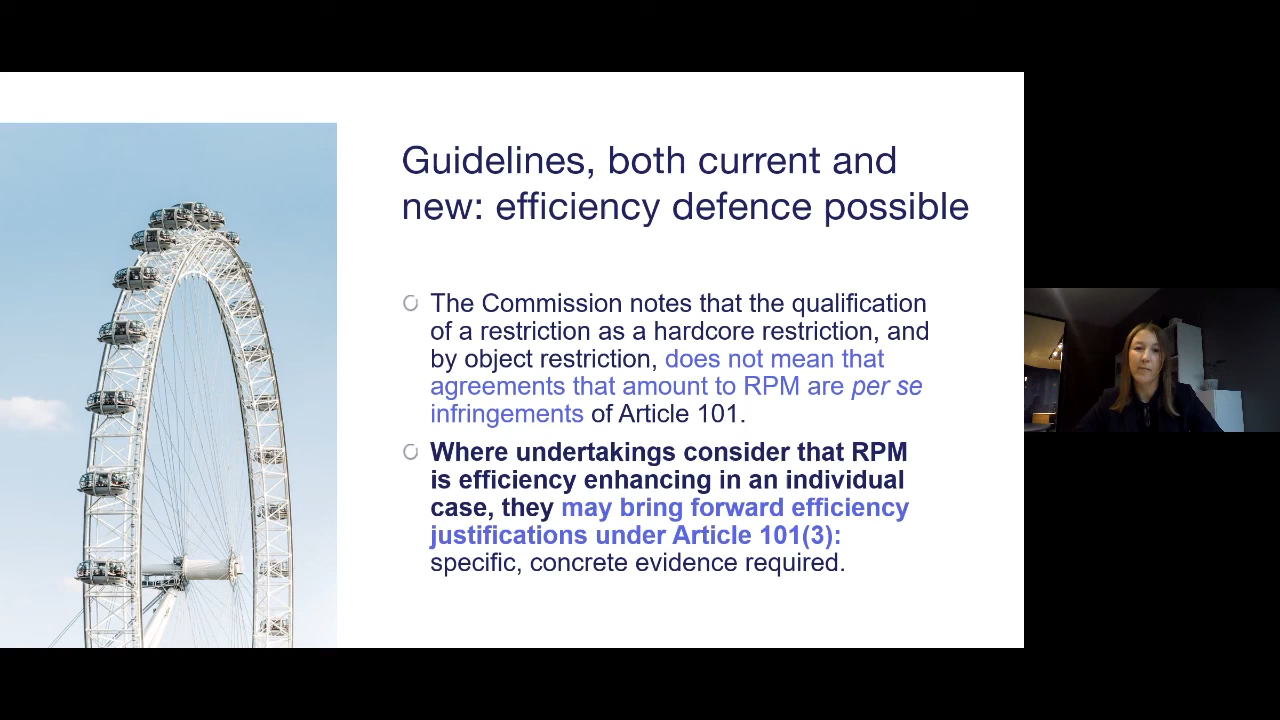 Guidelines, both current and
new: efficiency defence possible
The Commission notes that the qualification
of a restriction as a hardcore restriction, and
by object restriction, does not mean that
agreements that amount to RPM are per se
infringements of Article 101.
Where undertakings consider that RPM
is efficiency enhancing in an individual
case, they may bring forward efficiency
justifications under Article 101(3):
specific, concrete evidence required.